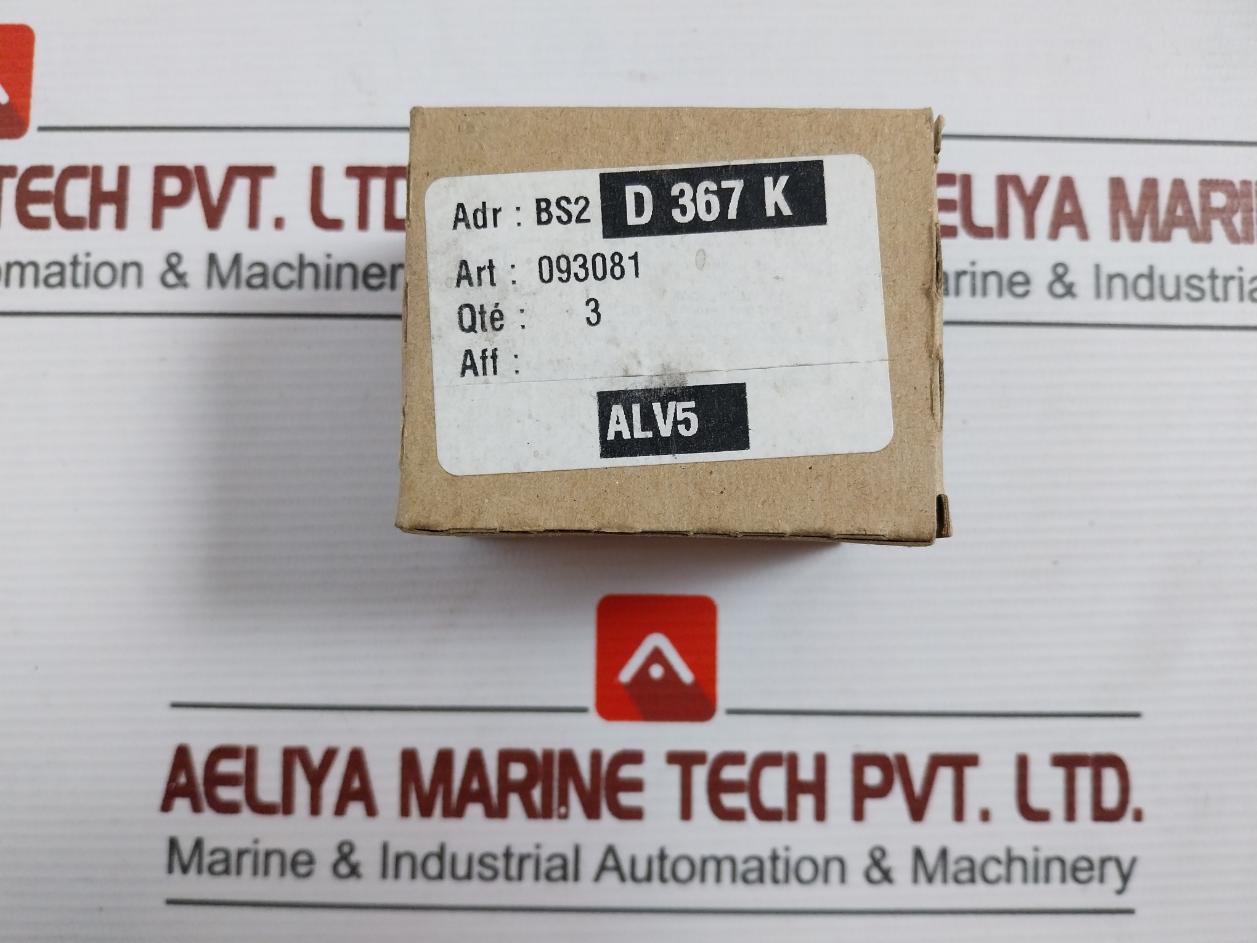 TECH PVT. LTD
omation & Machiner
ELIYA MARI
arine & Industria
Adr : BS2 D 367 K
Art : 093081
Qté : 3
Aff :
ALV5
AELIYA MARINE TECH PVT. LTD.
Marine & Industrial Automation & Machinery